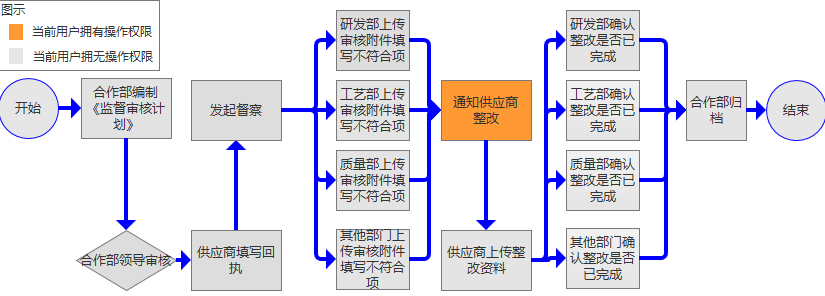 图示
当前用户拥有操作权限
当前用户拥无操作权限
开始
合作部编制
《监督审核计
划》
合作部领导审核
供应商填写回
执
发起督察
研发部上传
审核附件填
写不符合项
工艺部上传
审核附件填
写不符合项
质量部上传
审核附件填
写不符合项
其他部门上
传审核附件
填写不符合
项
通知供应商
整改
供应商上传整
改资料
研发部确认
整改是否已
完成
工艺部确认
整改是否已
完成
质量部确认
整改是否已
完成
其他部门确
认整改是否
已完成
合作部归
档
结束